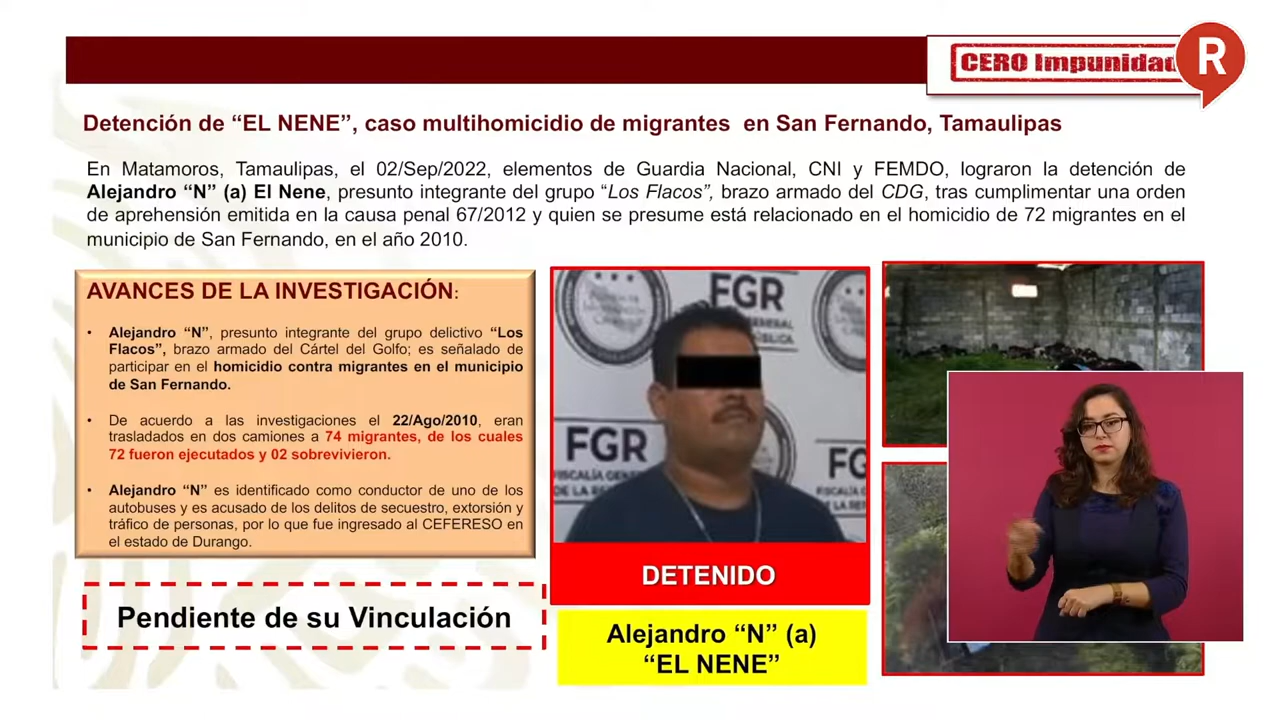 CERO Impunidad
R
Detención de “EL NENE”, caso multihomicidio de migrantes en San Fernando, Tamaulipas
En Matamoros, Tamaulipas, el 02/Sep/2022, elementos de Guardia Nacional, CNI y FEMDO, lograron la detención de
Alejandro “N” (a) El Nene, presunto integrante del grupo “Los Flacos”, brazo armado del CDG, tras cumplimentar una orden
de aprehensión emitida en la causa penal 67/2012 y quien se presume está relacionado en el homicidio de 72 migrantes en el
municipio de San Fernando, en el año 2010.
AVANCES DE LA INVESTIGACIÓN:
• Alejandro “N”, presunto integrante del grupo delictivo “Los
Flacos”, brazo armado del Cártel del Golfo; es señalado de
participar en el homicidio contra migrantes en el municipio
de San Fernando.
• De acuerdo a las investigaciones el 22/Ago/2010, eran
trasladados en dos camiones a 74 migrantes, de los cuales
72 fueron ejecutados y 02 sobrevivieron.
• Alejandro “N” es identificado como conductor de uno de los
autobuses y es acusado de los delitos de secuestro, extorsión y
tráfico de personas, por lo que fue ingresado al CEFERESO en
el estado de Durango.
Pendiente de su Vinculación
FGR
FGR
FISCALÍA GENERAL
DE LA REPÚBLICA
FG
DETENIDO
Alejandro “N” (a)
“EL NENE”